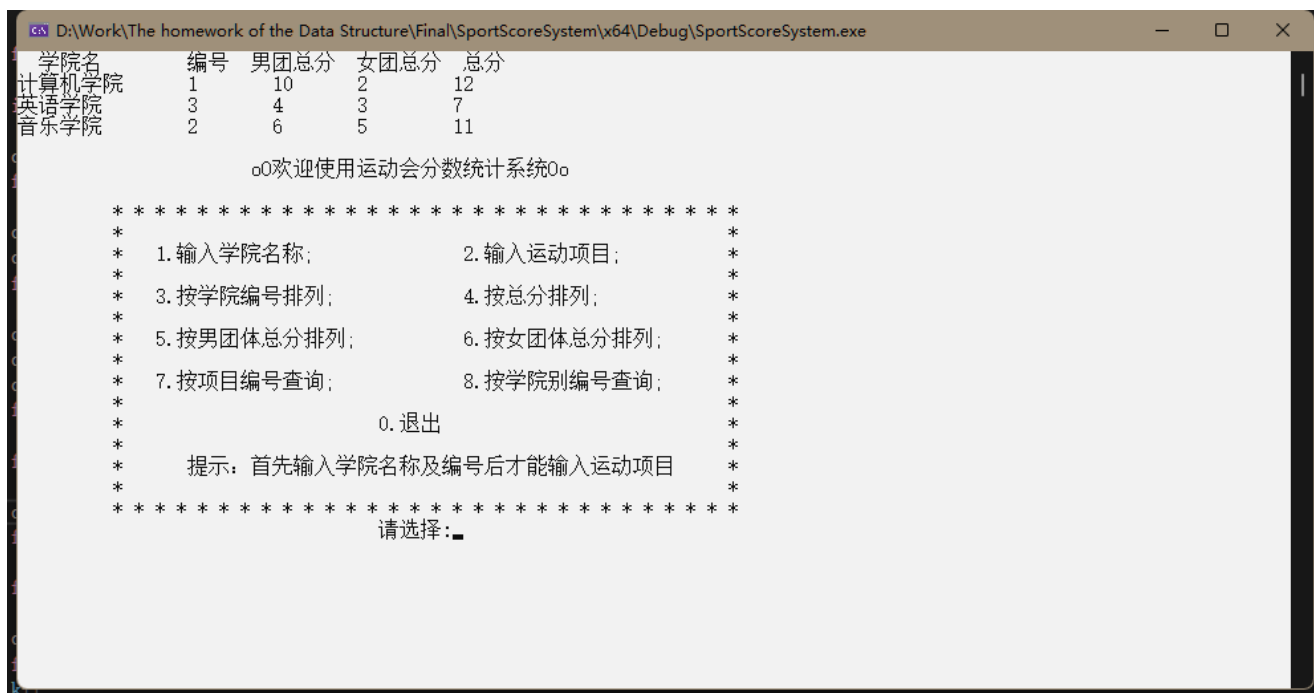 D:\Work\The homework of the Data Structure\Final\SportScoreSystem\x64\Debug\SportScoreSystem.exe
学院名 编号 男团总分 女团总分 总分
计算机学院 1 10 2 12
英语学院 3 4 3 7
音乐学院 2 6 5 11
oO欢迎使用运动会分数统计系统Oo
* * * * * * * * * * * * * * * * * * * * * * * * * * * * * *
* *
* 1.输入学院名称; 2.输入运动项目; *
* *
* 3.按学院编号排列; 4.按总分排列; *
* *
* 5.按男团体总分排列; 6.按女团体总分排列; *
* *
* 7.按项目编号查询; 8.按学院别编号查询; *
* *
* 0.退出 *
* *
* 提示：首先输入学院名称及编号后才能输入运动项目 *
* *
* * * * * * * * * * * * * * * * * * * * * * * * * * * * * *
请选择: